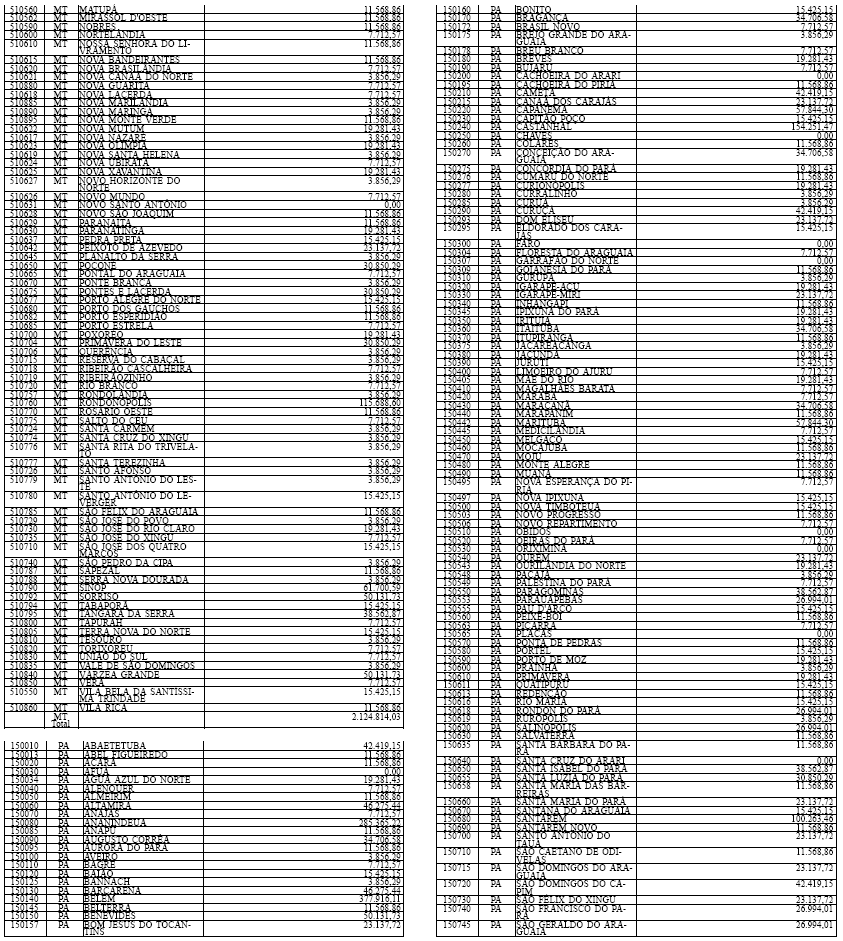 510560 MT MATUPÁ 11.568,86
510562 MT MIRASSOL D'OESTE 11.568,86
510590 MT NOBRES 11.568,86
510600 MT NORTELÂNDIA 7.712,57
510610 MT NOSSA SENHORA DO LI- 11.568,86
VRAMENTO
510615 MT NOVA BANDEIRANTES 11.568,86
510620 MT NOVA BRASILÂNDIA 7.712,57
510621 MT NOVA CANAÃ DO NORTE 3.856,29
510880 MT NOVA GUARITA 7.712,57
510618 MT NOVA LACERDA 7.712,57
510885 MT NOVA MARILÂNDIA 3.856,29
510890 MT NOVA MARINGÁ 3.856,29
510895 MT NOVA MONTE VERDE 11.568,86
510622 MT NOVA MUTUM 19.281,43
510617 MT NOVA NAZARÉ 3.856,29
510623 MT NOVA OLÍMPIA 19.281,43
510619 MT NOVA SANTA HELENA 3.856,29
510624 MT NOVA UBIRATÃ 7.712,57
510625 MT NOVA XAVANTINA 19.281,43
510627 MT NOVO HORIZONTE DO 3.856,29
NORTE
510626 MT NOVO MUNDO 7.712,57
510631 MT NOVO SANTO ANTÔNIO 0,00
510628 MT NOVO SÃO JOAQUIM 11.568,86
510629 MT PARANAÍTA 11.568,86
510630 MT PARANATINGA 19.281,43
510637 MT PEDRA PRETA 15.425,15
510642 MT PEIXOTO DE AZEVEDO 23.137,72
510645 MT PLANALTO DA SERRA 3.856,29
510650 MT POCONÉ 30.850,29
510665 MT PONTAL DO ARAGUAIA 7.712,57
510670 MT PONTE BRANCA 3.856,29
510675 MT PONTES E LACERDA 30.850,29
510677 MT PORTO ALEGRE DO NORTE 15.425,15
510680 MT PORTO DOS GAÚCHOS 11.568,86
510682 MT PORTO ESPERIDIÃO 11.568,86
510685 MT PORTO ESTRELA 7.712,57
510700 MT POXORÉO 19.281,43
510704 MT PRIMAVERA DO LESTE 30.850,29
510706 MT QUERÊNCIA 3.856,29
510715 MT RESERVA DO CABAÇAL 3.856,29
510718 MT RIBEIRÃO CASCALHEIRA 7.712,57
510719 MT RIBEIRÃOZINHO 3.856,29
510720 MT RIO BRANCO 7.712,57
510757 MT RONDOLÂNDIA 3.856,29
510760 MT RONDONÓPOLIS 115.688,60
510770 MT ROSÁRIO OESTE 11.568,86
510775 MT SALTO DO CÉU 7.712,57
510724 MT SANTA CARMEM 3.856,29
510774 MT SANTA CRUZ DO XINGU 3.856,29
510776 MT SANTA RITA DO TRIVELA- 3.856,29
TO
510777 MT SANTA TEREZINHA 3.856,29
510726 MT SANTO AFONSO 3.856,29
510779 MT SANTO ANTÔNIO DO LES- 3.856,29
TE
510780 MT SANTO ANTÔNIO DO LE- 15.425,15
VERGER
510785 MT SÃO FÉLIX DO ARAGUAIA 11.568,86
510729 MT SÃO JOSÉ DO POVO 3.856,29
510730 MT SÃO JOSÉ DO RIO CLARO 19.281,43
510735 MT SÃO JOSÉ DO XINGU 7.712,57
510710 MT SÃO JOSÉ DOS QUATRO 15.425,15
MARCOS
510740 MT SÃO PEDRO DA CIPA 3.856,29
510787 MT SAPEZAL 11.568,86
510788 MT SERRA NOVA DOURADA 3.856,29
510790 MT SINOP 61.700,59
510792 MT SORRISO 50.131,73
510794 MT TABAPORÃ 15.425,15
510795 MT TANGARÁ DA SERRA 38.562,87
510800 MT TAPURAH 7.712,57
510805 MT TERRA NOVA DO NORTE 15.425,15
510810 MT TESOURO 3.856,29
510820 MT TORIXORÉU 7.712,57
510830 MT UNIÃO DO SUL 7.712,57
510835 MT VALE DE SÃO DOMINGOS 3.856,29
510840 MT VÁRZEA GRANDE 50.131,73
510850 MT VERA 7.712,57
510550 MT VILA BELA DA SANTÍSSI- 15.425,15
MA TRINDADE
510860 MT VILA RICA 11.568,86
MT 2.124.814,03
Total
150010 PA ABAETETUBA 42.419,15
150013 PA ABEL FIGUEIREDO 11.568,86
150020 PA ACARÁ 11.568,86
150030 PA AFUÁ 0,00
150034 PA ÁGUA AZUL DO NORTE 19.281,43
150040 PA ALENQUER 7.712,57
150050 PA ALMEIRIM 11.568,86
150060 PA ALTAMIRA 46.275,44
150070 PA ANAJÁS 7.712,57
150080 PA ANANINDEUA 285.365,22
150085 PA ANAPU 11.568,86
150090 PA AUGUSTO CORRÊA 34.706,58
150095 PA AURORA DO PARÁ 11.568,86
150100 PA AVEIRO 3.856,29
150110 PA BAGRE 7.712,57
150120 PA BAIÃO 15.425,15
150125 PA BANNACH 3.856,29
150130 PA BARCARENA 46.275,44
150140 PA BELÉM 377.916,11
150145 PA BELTERRA 11.568,86
150150 PA BENEVIDES 50.131,73
150157 PA BOM JESUS DO TOCAN- 23.137,72
TINS
150160 PA BONITO 15.425,15
150170 PA BRAGANÇA 34.706,58
150172 PA BRASIL NOVO 7.712,57
150175 PA BREJO GRANDE DO ARA- 3.856,29
GUAIA
150178 PA BREU BRANCO 7.712,57
150180 PA BREVES 19.281,43
150190 PA BUJARU 7.712,57
150200 PA CACHOEIRA DO ARARI 0,00
150195 PA CACHOEIRA DO PIRIÁ 11.568,86
150210 PA CAMETÁ 42.419,15
150215 PA CANAÃ DOS CARAJÁS 23.137,72
150220 PA CAPANEMA 57.844,30
150230 PA CAPITÃO POÇO 15.425,15
150240 PA CASTANHAL 154.251,47
150250 PA CHAVES 0,00
150260 PA COLARES 11.568,86
150270 PA CONCEIÇÃO DO ARA- 34.706,58
GUAIA
150275 PA CONCÓRDIA DO PARÁ 19.281,43
150276 PA CUMARU DO NORTE 11.568,86
150277 PA CURIONÓPOLIS 19.281,43
150280 PA CURRALINHO 3.856,29
150285 PA CURUÁ 3.856,29
150290 PA CURUÇÁ 42.419,15
150293 PA DOM ELISEU 23.137,72
150295 PA ELDORADO DOS CARA- 15.425,15
JÁS
150300 PA FARO 0,00
150304 PA FLORESTA DO ARAGUAIA 7.712,57
150307 PA GARRAFÃO DO NORTE 0,00
150309 PA GOIANÉSIA DO PARÁ 11.568,86
150310 PA GURUPÁ 3.856,29
150320 PA IGARAPÉ-AÇU 19.281,43
150330 PA IGARAPÉ-MIRI 23.137,72
150340 PA INHANGAPI 11.568,86
150345 PA IPIXUNA DO PARÁ 19.281,43
150350 PA IRITUIA 19.281,43
150360 PA ITAITUBA 34.706,58
150370 PA ITUPIRANGA 11.568,86
150375 PA JACAREACANGA 3.856,29
150380 PA JACUNDÁ 19.281,43
150390 PA JURUTI 15.425,15
150400 PA LIMOEIRO DO AJURU 7.712,57
150405 PA MÃE DO RIO 19.281,43
150410 PA MAGALHÃES BARATA 7.712,57
150420 PA MARABÁ 7.712,57
150430 PA MARACANÃ 34.706,58
150440 PA MARAPANIM 11.568,86
150442 PA MARITUBA 57.844,30
150445 PA MEDICILÂNDIA 7.712,57
150450 PA MELGAÇO 15.425,15
150460 PA MOCAJUBA 11.568,86
150470 PA MOJU 23.137,72
150480 PA MONTE ALEGRE 11.568,86
150490 PA MUANÁ 11.568,86
150495 PA NOVA ESPERANÇA DO PI- 7.712,57
RIÁ
150497 PA NOVA IPIXUNA 15.425,15
150500 PA NOVA TIMBOTEUA 15.425,15
150503 PA NOVO PROGRESSO 11.568,86
150506 PA NOVO REPARTIMENTO 7.712,57
150510 PA ÓBIDOS 0,00
150520 PA OEIRAS DO PARÁ 7.712,57
150530 PA ORIXIMINÁ 0,00
150540 PA OURÉM 23.137,72
150543 PA OURILÂNDIA DO NORTE 19.281,43
150548 PA PACAJÁ 3.856,29
150549 PA PALESTINA DO PARÁ 7.712,57
150550 PA PARAGOMINAS 38.562,87
150553 PA PARAUAPEBAS 26.994,01
150555 PA PAU D'ARCO 15.425,15
150560 PA PEIXE-BOI 11.568,86
150563 PA PIÇARRA 7.712,57
150565 PA PLACAS 0,00
150570 PA PONTA DE PEDRAS 11.568,86
150580 PA PORTEL 15.425,15
150590 PA PORTO DE MOZ 19.281,43
150600 PA PRAINHA 3.856,29
150610 PA PRIMAVERA 19.281,43
150611 PA QUATIPURU 15.425,15
150613 PA REDENÇÃO 11.568,86
150616 PA RIO MARIA 15.425,15
150618 PA RONDON DO PARÁ 26.994,01
150619 PA RURÓPOLIS 3.856,29
150620 PA SALINÓPOLIS 26.994,01
150630 PA SALVATERRA 11.568,86
150635 PA SANTA BÁRBARA DO PA- 11.568,86
RÁ
150640 PA SANTA CRUZ DO ARARI 0,00
150650 PA SANTA ISABEL DO PARÁ 38.562,87
150655 PA SANTA LUZIA DO PARÁ 30.850,29
150658 PA SANTA MARIA DAS BAR- 11.568,86
REIRAS
150660 PA SANTA MARIA DO PARÁ 23.137,72
150670 PA SANTANA DO ARAGUAIA 15.425,15
150680 PA SANTARÉM 100.263,46
150690 PA SANTARÉM NOVO 11.568,86
150700 PA SANTO ANTÔNIO DO 23.137,72
TAUÁ
150710 PA SÃO CAETANO DE ODI- 11.568,86
VELAS
150715 PA SÃO DOMINGOS DO ARA- 23.137,72
GUAIA
150720 PA SÃO DOMINGOS DO CA- 42.419,15
PIM
150730 PA SÃO FÉLIX DO XINGU 23.137,72
150740 PA SÃO FRANCISCO DO PA- 26.994,01
RÁ
150745 PA SÃO GERALDO DO ARA- 26.994,01
GUAIA